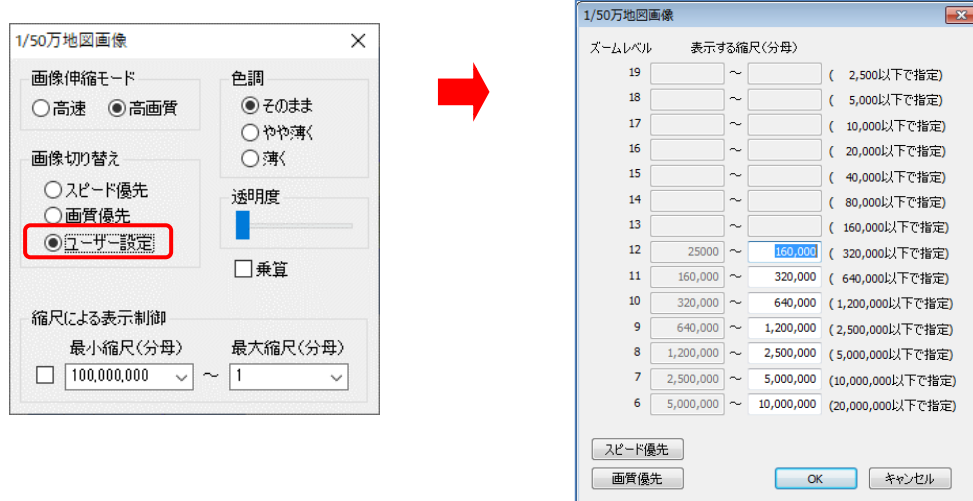 1/50万地図画像
画像伸縮モード
高速 高画質
画像切り替え
スピード優先
画質優先
ユーザー設定
色調
そのまま
やや薄く
薄く
透明度
乗算
縮尺による表示制御
最小縮尺(分母) 最大縮尺(分母)
100,000,000 ～ 1
1/50万地図画像
ズームレベル 表示する縮尺(分母)
19 ～ ( 2,500以下で指定)
18 ～ ( 5,000以下で指定)
17 ～ ( 10,000以下で指定)
16 ～ ( 20,000以下で指定)
15 ～ ( 40,000以下で指定)
14 ～ ( 80,000以下で指定)
13 ～ ( 160,000以下で指定)
12 25000 ～ 160,000 ( 320,000以下で指定)
11 160,000 ～ 320,000 ( 640,000以下で指定)
10 320,000 ～ 640,000 ( 1,200,000以下で指定)
9 640,000 ～ 1,200,000 ( 2,500,000以下で指定)
8 1,200,000 ～ 2,500,000 ( 5,000,000以下で指定)
7 2,500,000 ～ 5,000,000 (10,000,000以下で指定)
6 5,000,000 ～ 10,000,000 (20,000,000以下で指定)
スピード優先
画質優先 OK キャンセル